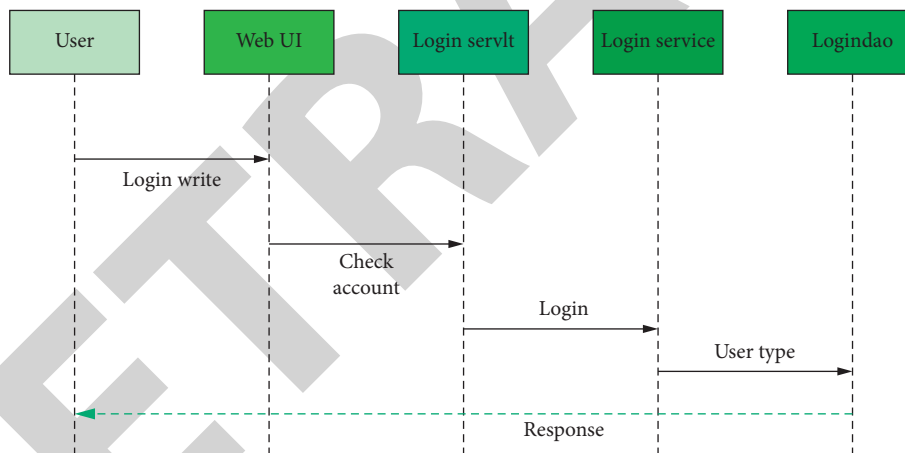 User
Web UI
Login servlt
Login service
Logindao
Login write
Check
account
Login
User type
Response